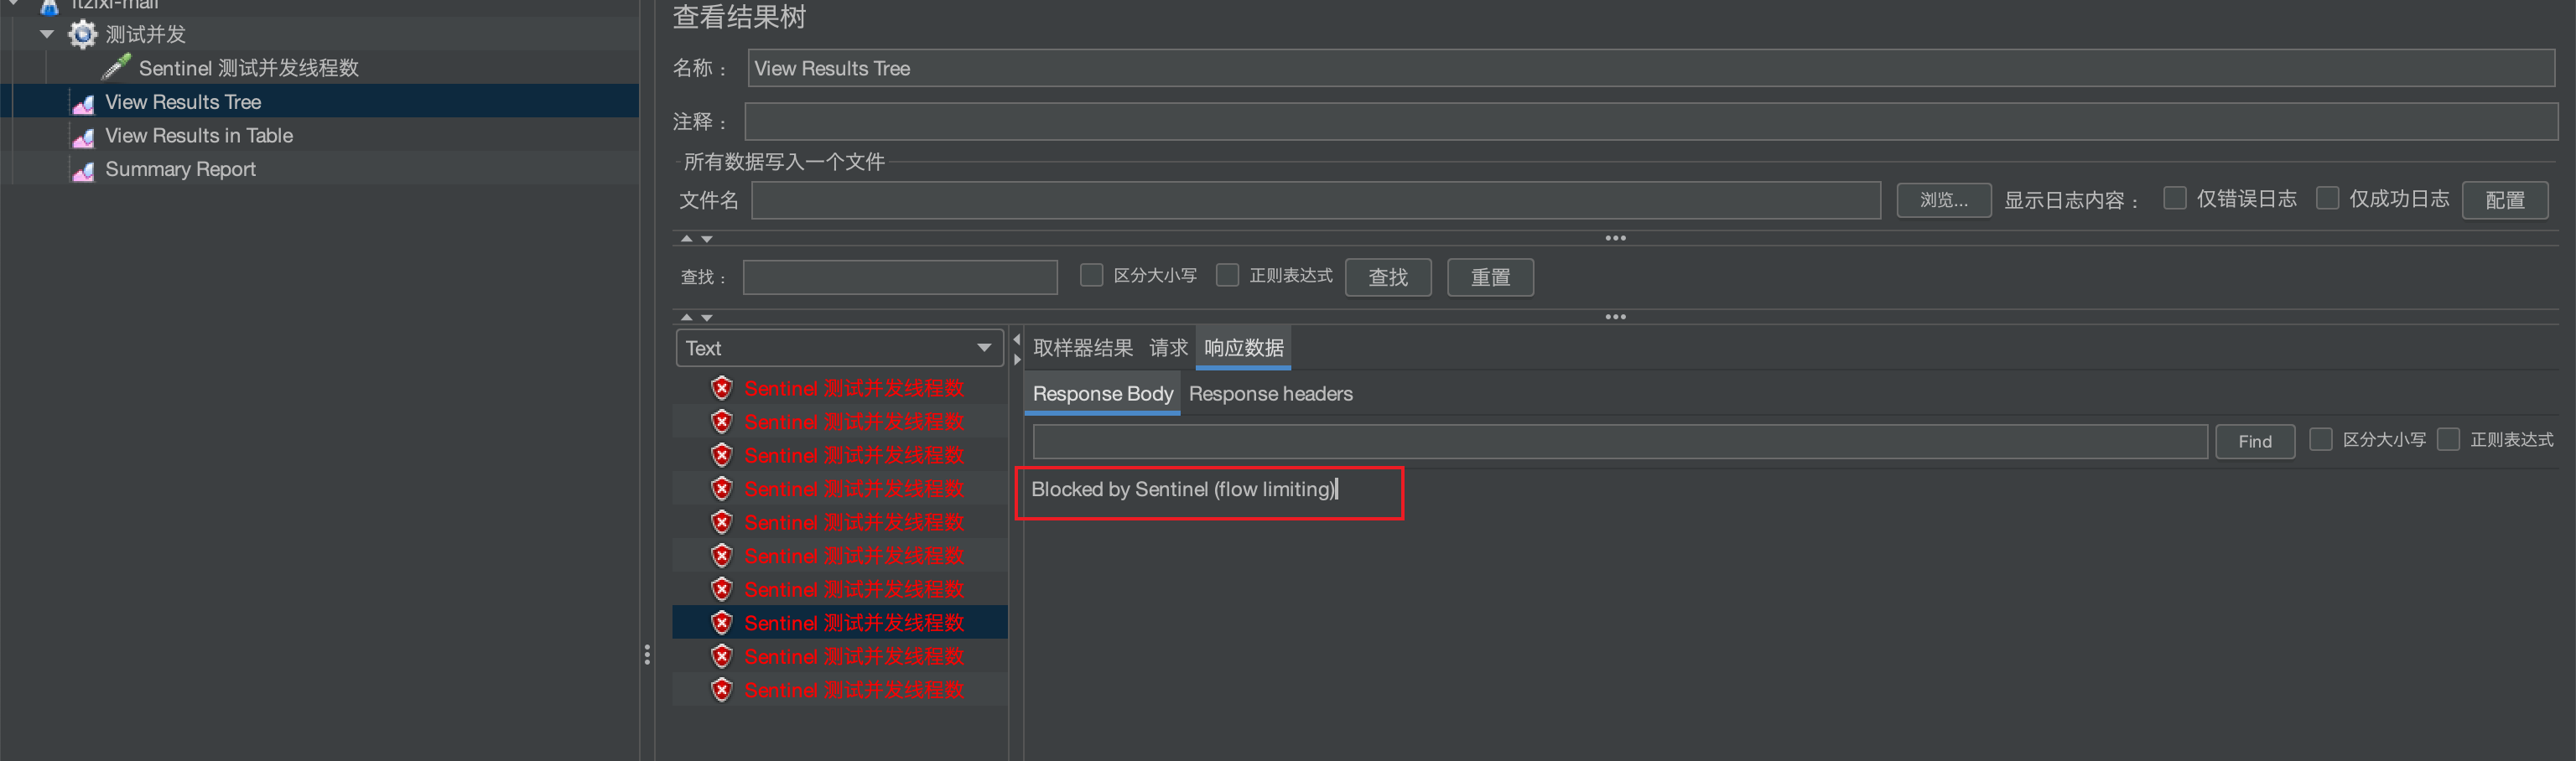 itzixi-mall
测试并发
Sentinel 测试并发线程数
View Results Tree
View Results in Table
Summary Report
查看结果树
名称： View Results Tree
注释：
所有数据写入一个文件
文件名 浏览... 显示日志内容： 仅错误日志 仅成功日志 配置
查找： 区分大小写 正则表达式 查找 重置
Text
取样器结果 请求 响应数据
Response Body Response headers
Find 区分大小写 正则表达式
Blocked by Sentinel (flow limiting)
Sentinel 测试并发线程数
Sentinel 测试并发线程数
Sentinel 测试并发线程数
Sentinel 测试并发线程数
Sentinel 测试并发线程数
Sentinel 测试并发线程数
Sentinel 测试并发线程数
Sentinel 测试并发线程数
Sentinel 测试并发线程数
Sentinel 测试并发线程数